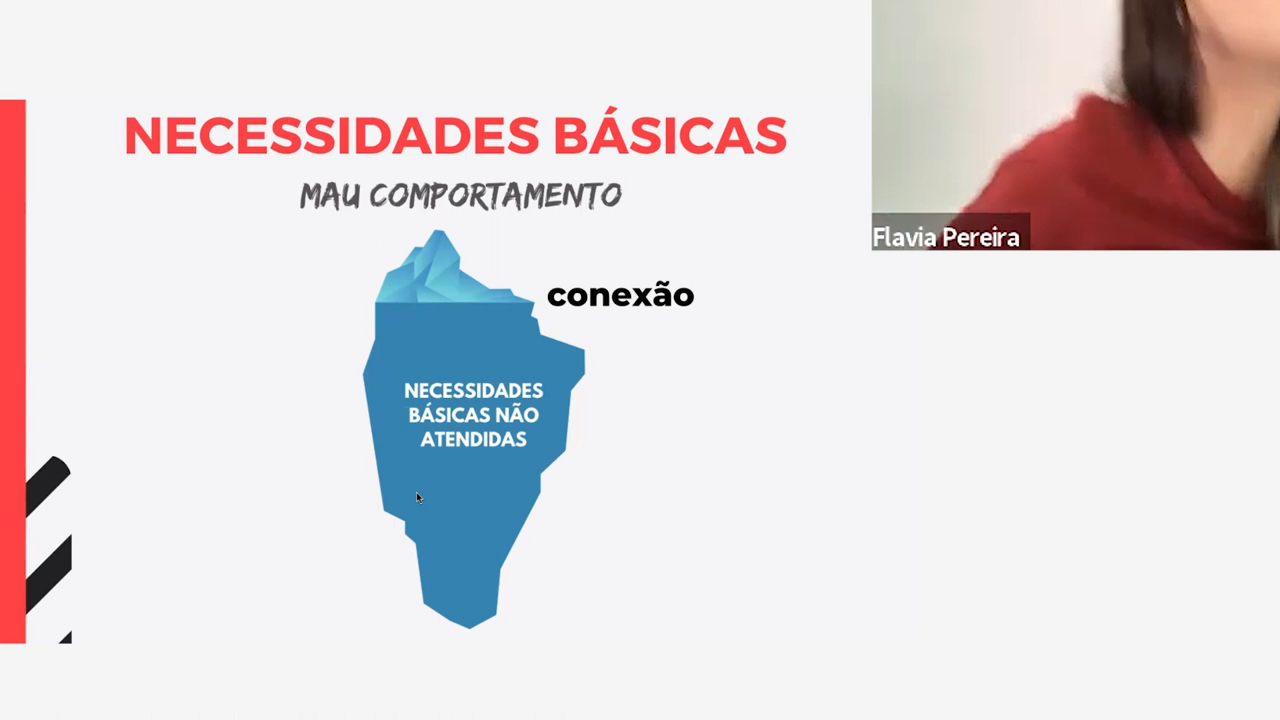 NECESSIDADES BÁSICAS
MAU COMPORTAMENTO
conexão
NECESSIDADES
BÁSICAS NÃO
ATENDIDAS
Flavia Pereira